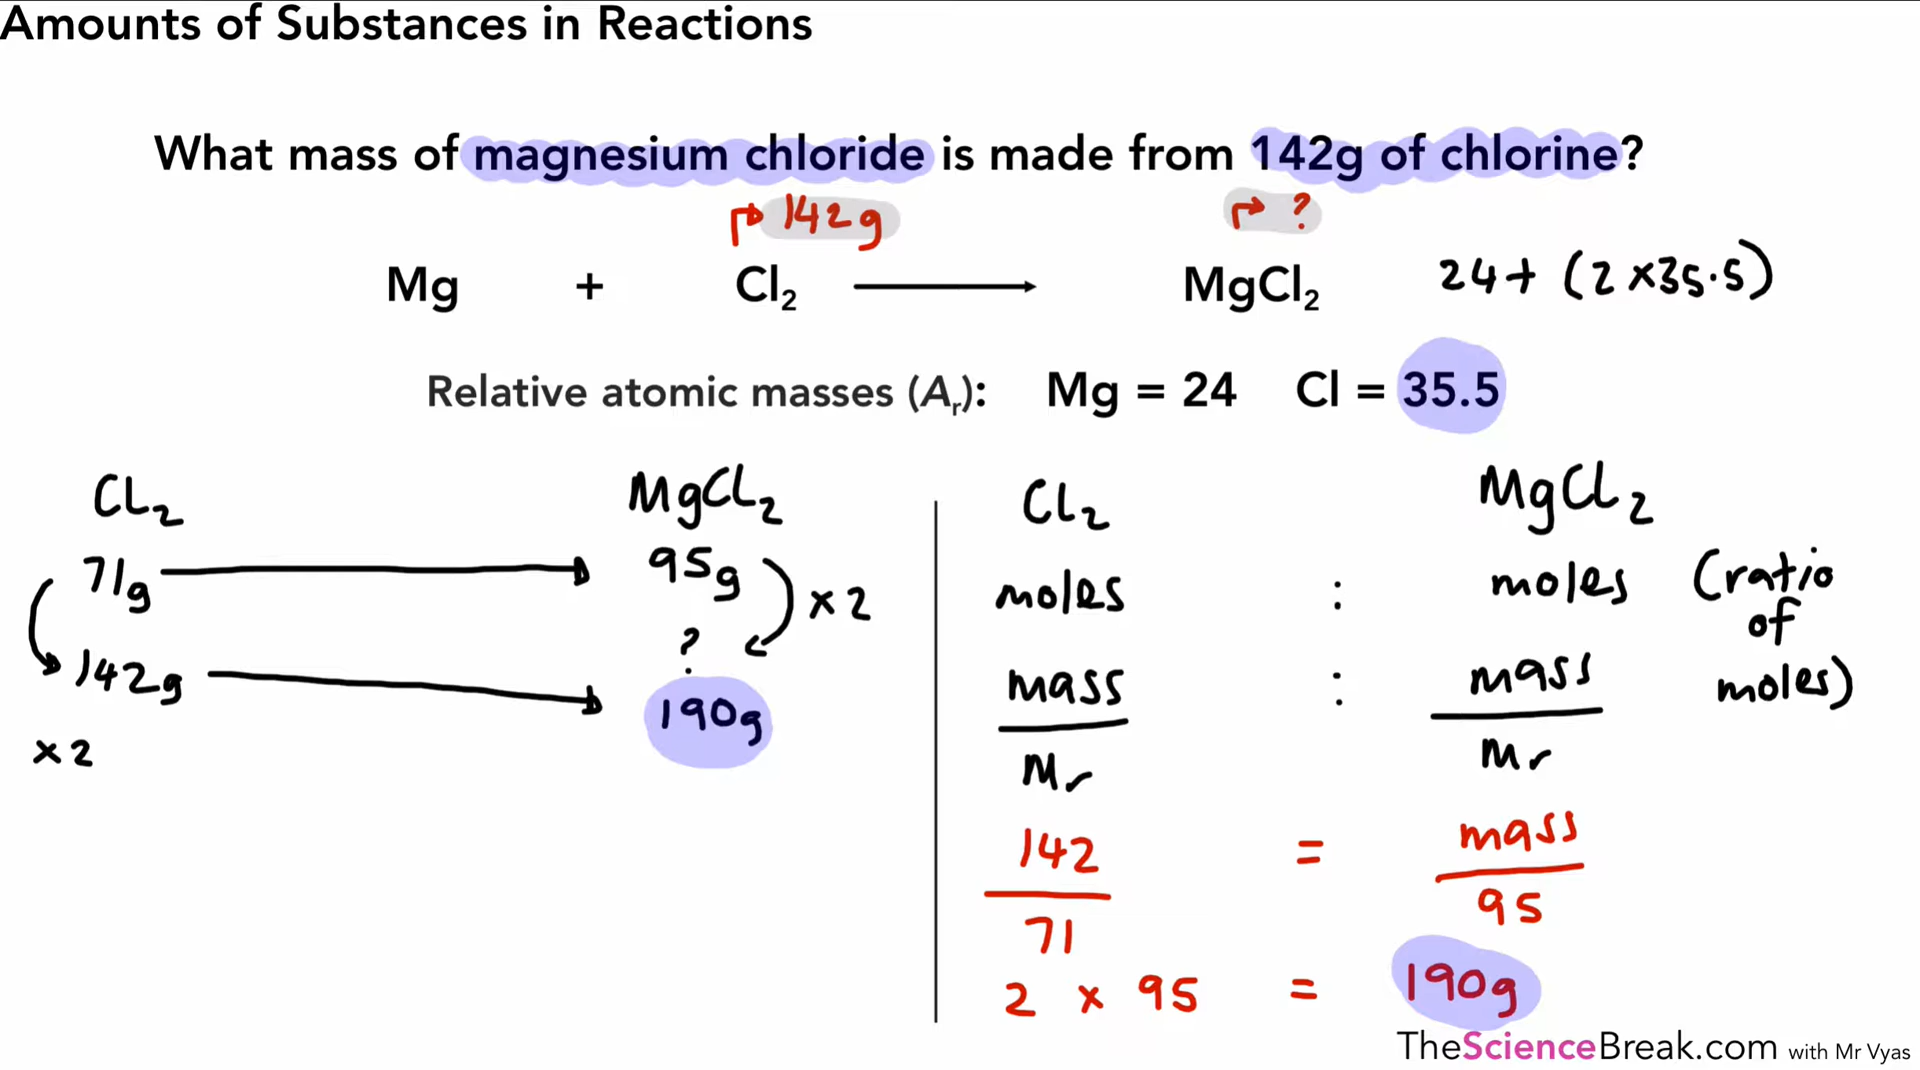 Amounts of Substances in Reactions
What mass of magnesium chloride is made from 142g of chlorine?
142g ?
Mg + Cl₂ → MgCl₂ 24+ (2×35.5)
Relative atomic masses (Aᵣ): Mg = 24 Cl = 35.5
CL₂ MgCL₂
71g → 95g ×2
?
142g → 190g
×2
CL₂ MgCL₂
moles : moles (ratio
of
moles)
mass : mass
Mr Mr
142 = mass
71 95
2 × 95 = 190g
TheScienceBreak.com with Mr Vyas